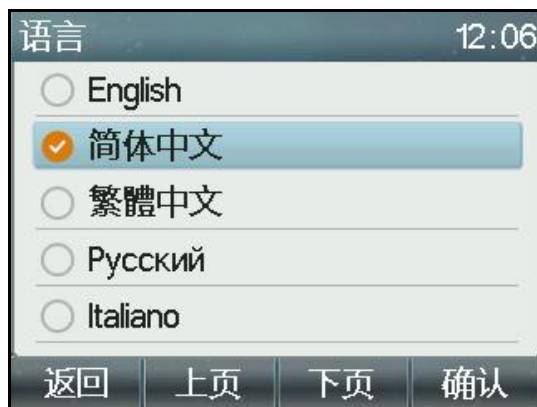 语言 12:06
English
简体中文
繁體中文
Русский
Italiano
返回 上页 下页 确认